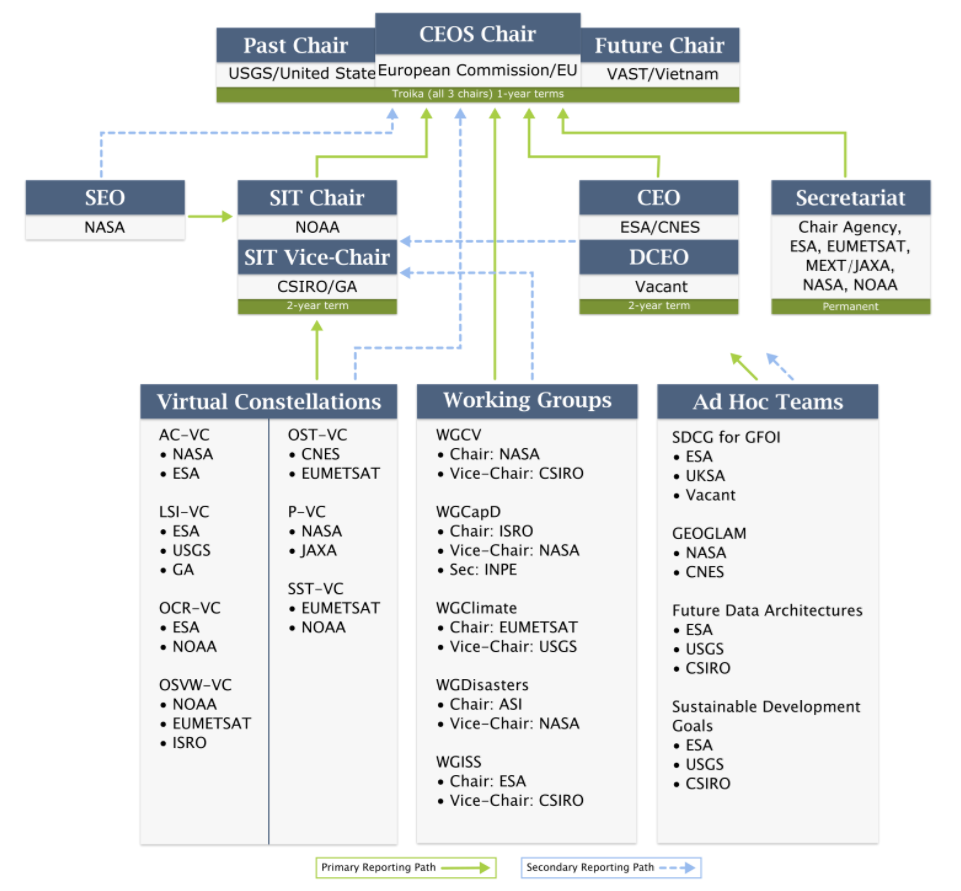 Past Chair
USGS/United State
CEOS Chair
European Commission/EU
Future Chair
VAST/Vietnam
Troika (all 3 chairs) 1-year terms
SEO
NASA
SIT Chair
NOAA
SIT Vice-Chair
CSIRO/GA
2-year term
CEO
ESA/CNES
DCEO
Vacant
2-year term
Secretariat
Chair Agency,
ESA, EUMETSAT,
MEXT/JAXA,
NASA, NOAA
Permanent
Virtual Constellations
AC-VC
• NASA
• ESA
LSI-VC
• ESA
• USGS
• GA
OCR-VC
• ESA
• NOAA
OSVW-VC
• NOAA
• EUMETSAT
• ISRO
OST-VC
• CNES
• EUMETSAT
P-VC
• NASA
• JAXA
SST-VC
• EUMETSAT
• NOAA
Working Groups
WGCV
• Chair: NASA
• Vice-Chair: CSIRO
WGCapD
• Chair: ISRO
• Vice-Chair: NASA
• Sec: INPE
WGClimate
• Chair: EUMETSAT
• Vice-Chair: USGS
WGDisasters
• Chair: ASI
• Vice-Chair: NASA
WGISS
• Chair: ESA
• Vice-Chair: CSIRO
Ad Hoc Teams
SDCG for GFOI
• ESA
• UKSA
• Vacant
GEOGLAM
• NASA
• CNES
Future Data Architectures
• ESA
• USGS
• CSIRO
Sustainable Development
Goals
• ESA
• USGS
• CSIRO
Primary Reporting Path
Secondary Reporting Path